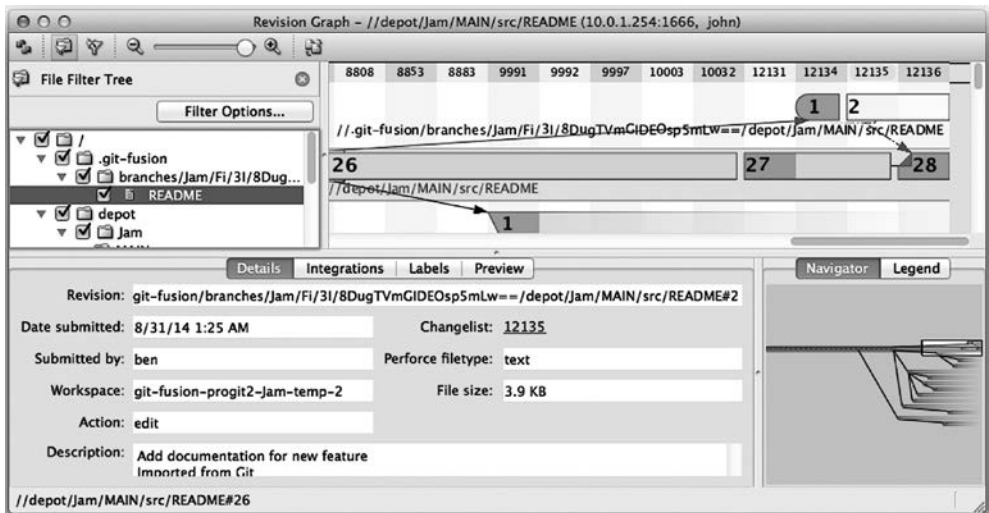 Revision Graph - //depot/Jam/MAIN/src/README (10.0.1.254:1666, john)
File Filter Tree
Filter Options...
/
.git-fusion
branches/Jam/Fi/3I/8Dug...
README
depot
Jam
8808 8853 8883 9991 9992 9997 10003 10032 12131 12134 12135 12136
1 2
//.git-fusion/branches/Jam/Fi/3I/8DugTVmGIDEOsp5mLw==/depot/Jam/MAIN/src/README
26 27 28
//depot/Jam/MAIN/src/README
1
Details Integrations Labels Preview
Revision: git-fusion/branches/Jam/Fi/3I/8DugTVmGIDEOsp5mLw==/depot/Jam/MAIN/src/README#2
Date submitted: 8/31/14 1:25 AM Changelist: 12135
Submitted by: ben Perforce filetype: text
Workspace: git-fusion-progit2-Jam-temp-2 File size: 3.9 KB
Action: edit
Description: Add documentation for new feature
Imported from Git
Navigator Legend
//depot/Jam/MAIN/src/README#26